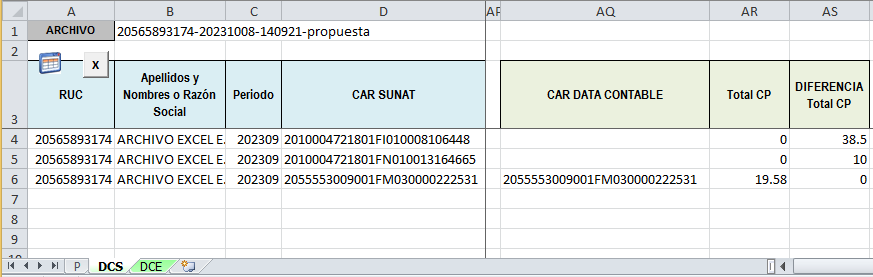 A B C D AP AQ AR AS
1 ARCHIVO 20565893174-20231008-140921-propuesta
2
X
3 RUC Apellidos y Nombres o Razón Social Periodo CAR SUNAT CAR DATA CONTABLE Total CP DIFERENCIA Total CP
4 20565893174 ARCHIVO EXCEL E. 202309 2010004721801FI010008106448 0 38.5
5 20565893174 ARCHIVO EXCEL E. 202309 2010004721801FN010013164665 0 10
6 20565893174 ARCHIVO EXCEL E. 202309 2055553009001FM030000222531 2055553009001FM030000222531 19.58 0
7
8
9
10
P DCS DCE